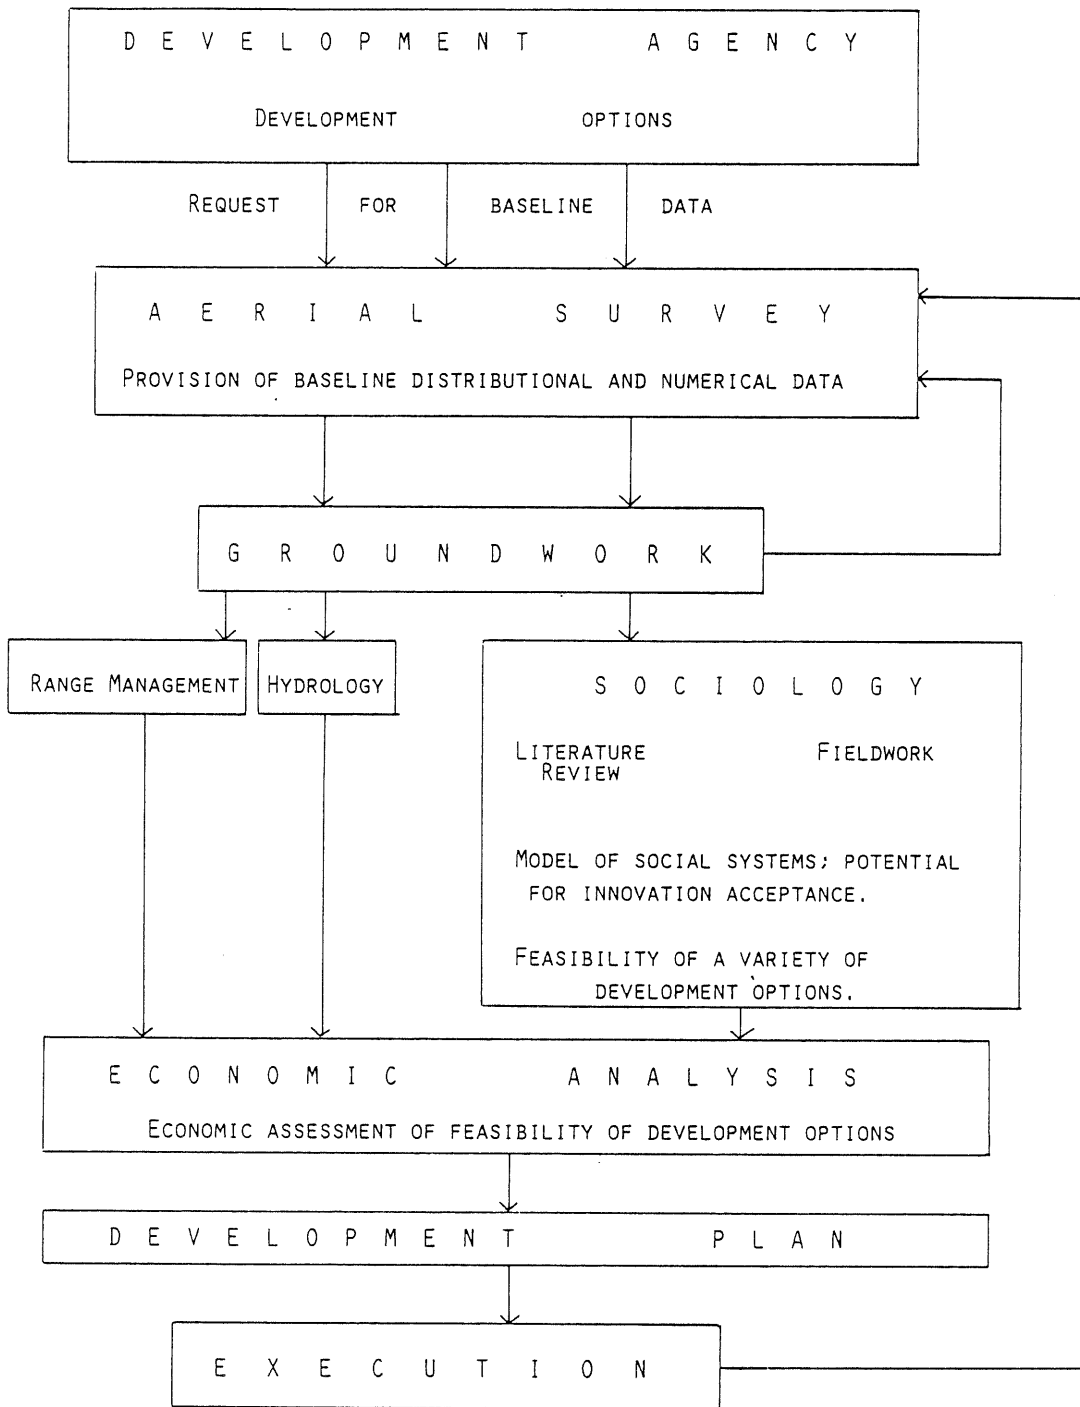 DEVELOPMENT AGENCY
DEVELOPMENT OPTIONS
REQUEST FOR BASELINE DATA
AERIAL SURVEY
PROVISION OF BASELINE DISTRIBUTIONAL AND NUMERICAL DATA
GROUNDWORK
RANGE MANAGEMENT
HYDROLOGY
SOCIOLOGY
LITERATURE REVIEW
FIELDWORK
MODEL OF SOCIAL SYSTEMS; POTENTIAL
FOR INNOVATION ACCEPTANCE.
FEASIBILITY OF A VARIETY OF
DEVELOPMENT OPTIONS.
ECONOMIC ANALYSIS
ECONOMIC ASSESSMENT OF FEASIBILITY OF DEVELOPMENT OPTIONS
DEVELOPMENT PLAN
EXECUTION